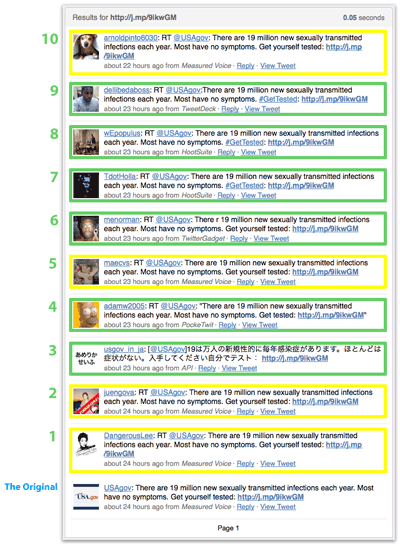 Results for http://j.mp/9ikwGM 0.05 seconds
10
arnoldpinto6030: RT @USAgov: There are 19 million new sexually transmitted
infections each year. Most have no symptoms. Get yourself tested: http://j.mp
/9ikwGM
about 22 hours ago from Measured Voice · Reply · View Tweet
9
dellibedaboss: RT @USAgov:There are 19 million new sexually transmitted
infections each year. Most have no symptoms. #GetTested: http://j.mp/9ikwGM
about 23 hours ago from TweetDeck · Reply · View Tweet
8
wEpopulus: RT @USAgov: There are 19 million new sexually transmitted infections
each year. Most have no symptoms. #GetTested: http://j.mp/9ikwGM
about 23 hours ago from HootSuite · Reply · View Tweet
7
TdotHolla: RT @USAgov: There are 19 million new sexually transmitted infections
each year. Most have no symptoms. #GetTested: http://j.mp/9ikwGM
about 23 hours ago from HootSuite · Reply · View Tweet
6
menorman: RT @USAgov: There r 19 million new sexually transmitted infections
each year. Most have no symptoms. Get yourself tested: http://j.mp/9ikwGM
about 23 hours ago from TwitterGadget · Reply · View Tweet
5
maecvs: RT @USAgov: There are 19 million new sexually transmitted infections
each year. Most have no symptoms. Get yourself tested: http://j.mp/9ikwGM
about 23 hours ago from Measured Voice · Reply · View Tweet
4
adamw2005: RT @USAgov: "There are 19 million new sexually transmitted
infections each year. Most have no symptoms. Get yourself tested: http://j.mp/9ikwGM"
about 23 hours ago from PockeTwit · Reply · View Tweet
3
あめりか
せいふ
usgov_in_ja: [@USAgov]19は万人の新規性的に毎年感染症があります。ほとんどは
症状がない。入手してください自分でテスト： http://j.mp/9ikwGM
about 23 hours ago from API · Reply · View Tweet
2
juengova: RT @USAgov: There are 19 million new sexually transmitted infections
each year. Most have no symptoms. Get yourself tested: http://j.mp/9ikwGM
about 24 hours ago from Measured Voice · Reply · View Tweet
1
DangerousLee: RT @USAgov: There are 19 million new sexually transmitted
infections each year. Most have no symptoms. Get yourself tested: http://j.mp
/9ikwGM
about 24 hours ago from Measured Voice · Reply · View Tweet
The Original
USA.gov
USAgov: There are 19 million new sexually transmitted infections each year. Most
have no symptoms. Get yourself tested: http://j.mp/9ikwGM
about 24 hours ago from Measured Voice · Reply · View Tweet
Page 1